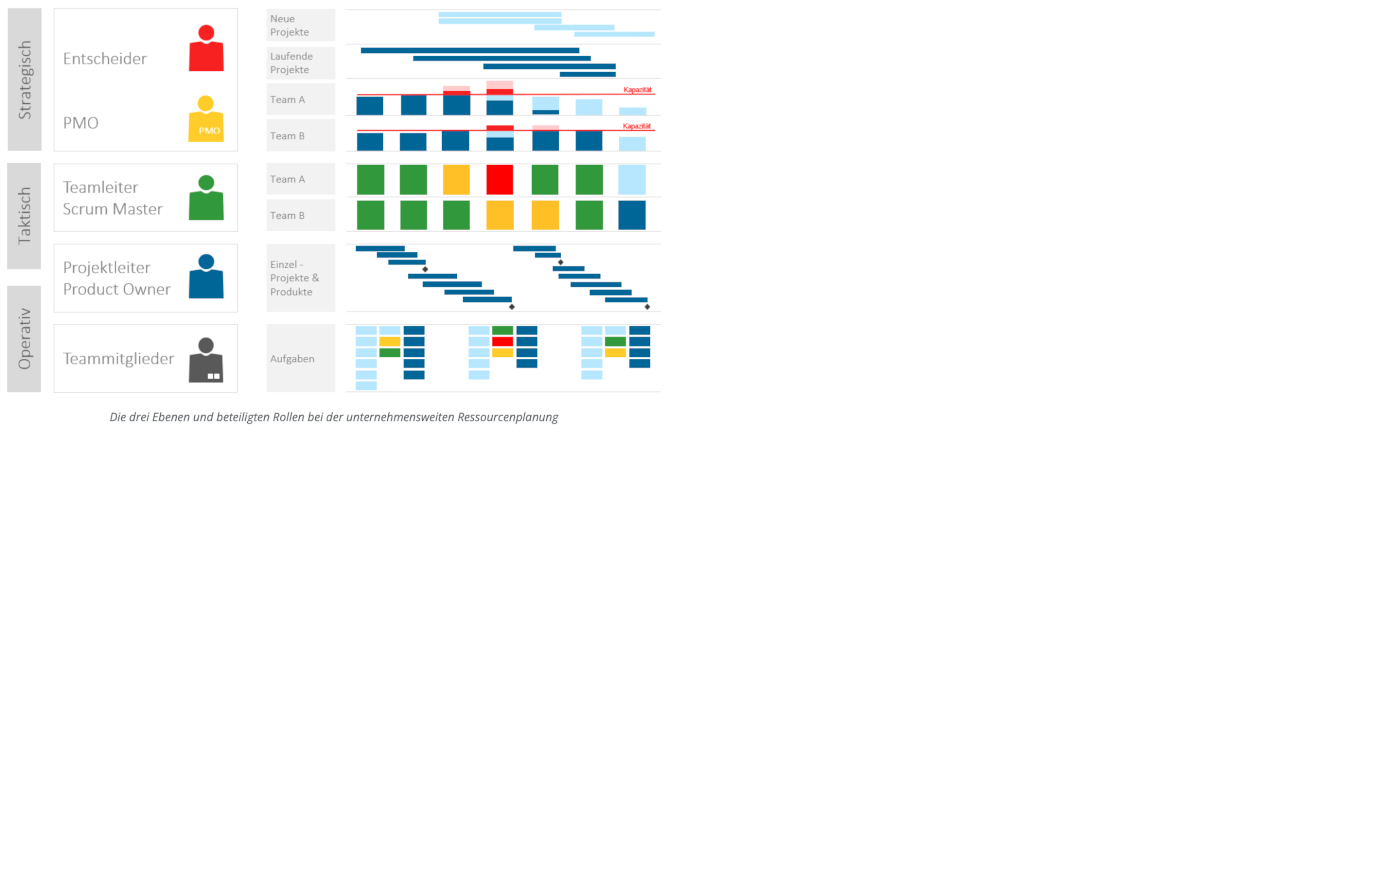 Strategisch
Entscheider
PMO
PMO
Neue
Projekte
Laufende
Projekte
Team A
Kapazität
Team B
Kapazität
Taktisch
Teamleiter
Scrum Master
Team A
Team B
Projektleiter
Product Owner
Einzel -
Projekte &
Produkte
Operativ
Teammitglieder
Aufgaben
Die drei Ebenen und beteiligten Rollen bei der unternehmensweiten Ressourcenplanung